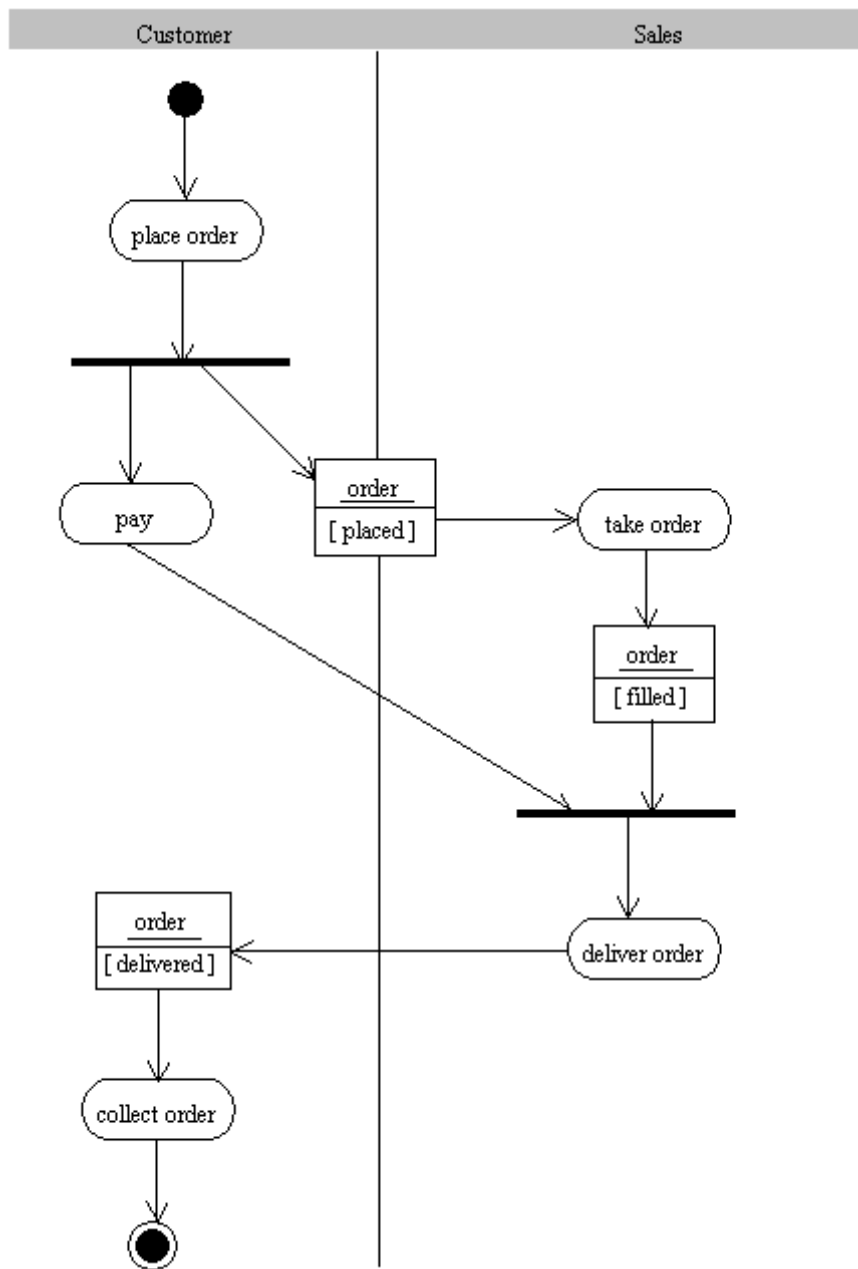 Customer
Sales
place order
order
[ placed ]
pay
take order
order
[ filled ]
order
[ delivered ]
deliver order
collect order